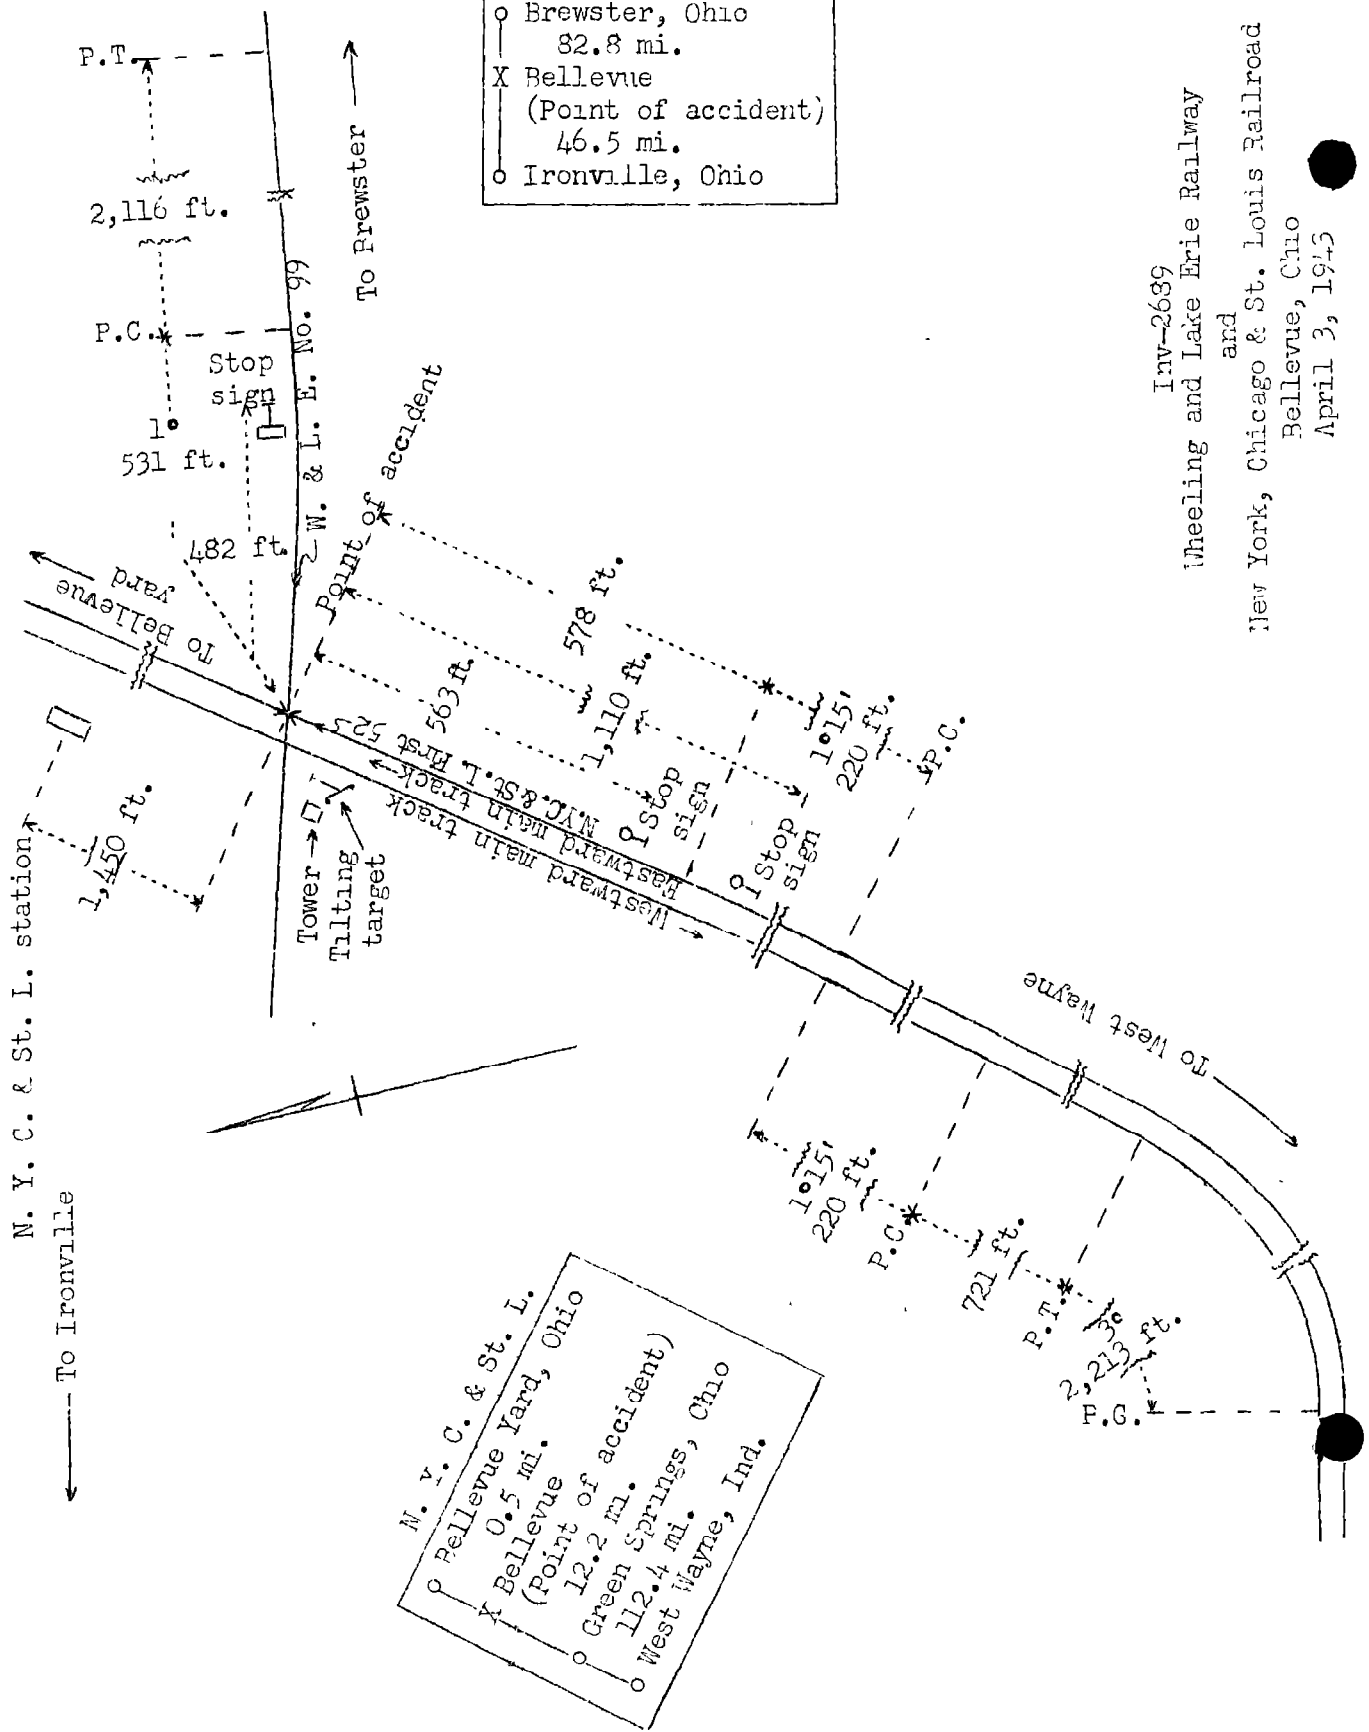 Brewster, Ohio
82.8 mi.
X Bellevue
(Point of accident)
46.5 mi.
Ironville, Ohio
P.T.
2,116 ft.
P.C.
Stop
sign
1°
531 ft.
482 ft.
To Brewster
W. & L. E. No. 99
Point of accident
To Bellevue
yard
578 ft.
1,110 ft.
563 ft.
N.Y.C. & St. L. First 52
Eastward main track
Westward main track
Stop
sign
Stop
sign
1°15'
220 ft.
P.C.
Tower
Tilting
target
1,450 ft.
N. Y. C. & St. L. station
To Ironville
To West Wayne
1°15'
220 ft.
P.C.
721 ft.
P.T.
3°
2,213 ft.
P.G.
N. Y. C. & St. L.
Bellevue Yard, Ohio
0.5 mi.
X Bellevue
(Point of accident)
12.2 mi.
Green Springs, Ohio
112.4 mi.
West Wayne, Ind.
Inv-2689
Wheeling and Lake Erie Railway
and
New York, Chicago & St. Louis Railroad
Bellevue, Ohio
April 3, 1943